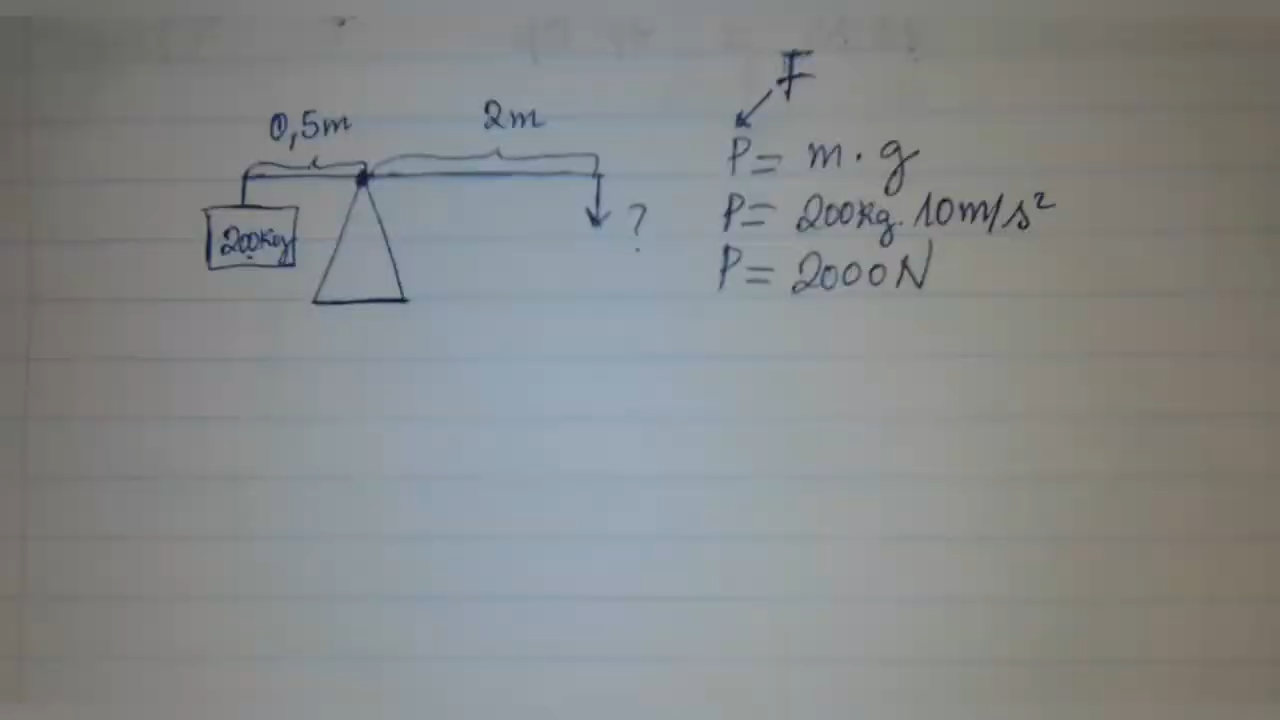 F
0,5m
2m
P = m · g
200kg
?
P = 200kg. 10m/s²
P = 2000N